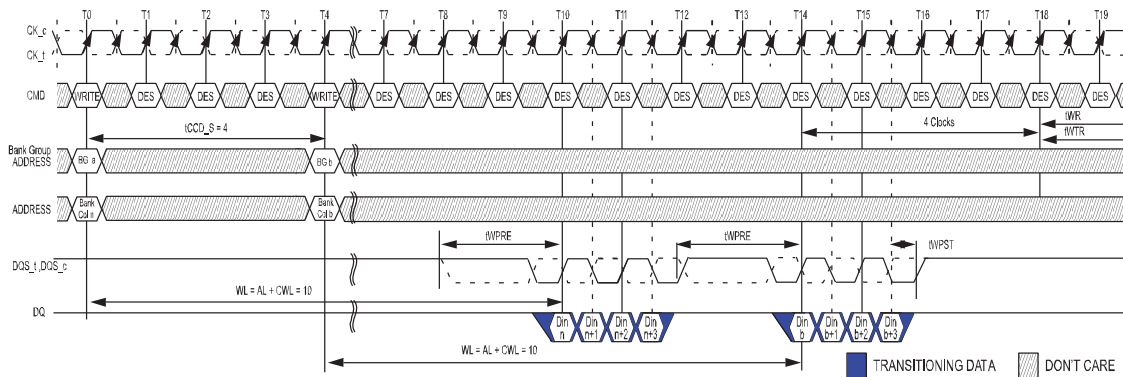 T0 T1 T2 T3 T4 T7 T8 T9 T10 T11 T12 T13 T14 T15 T16 T17 T18 T19
CK_c
CK_t
CMD WRITE DES DES DES WRITE DES DES DES DES DES DES DES DES DES DES DES DES DES
tCCD_S = 4
4 Clocks
tWR
tWTR
Bank Group
ADDRESS
BG a
BG b
ADDRESS
Bank
Col n
Bank
Col b
tWPRE
tWPRE
tWPST
DQS_t ,DQS_c
WL = AL + CWL = 10
DQ
Din
n
Din
n+1
Din
n+2
Din
n+3
Din
b
Din
b+1
Din
b+2
Din
b+3
WL = AL + CWL = 10
TRANSITIONING DATA
DON'T CARE